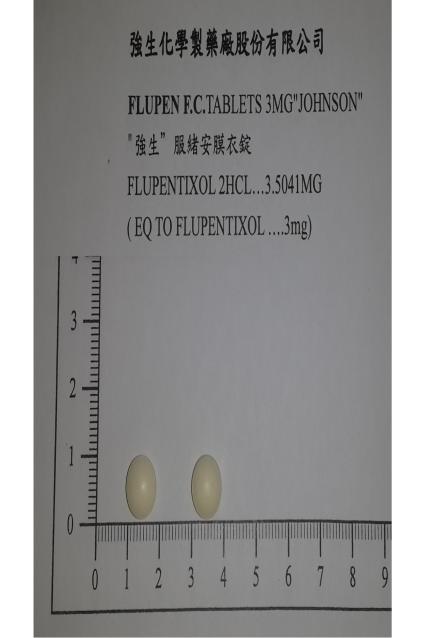 強生化學製藥廠股份有限公司
FLUPEN F.C.TABLETS 3MG"JOHNSON"
"強生”服緒安膜衣錠
FLUPENTIXOL 2HCL...3.5041MG
( EQ TO FLUPENTIXOL ....3mg)
4
3
2
1
0
0 1 2 3 4 5 6 7 8 9